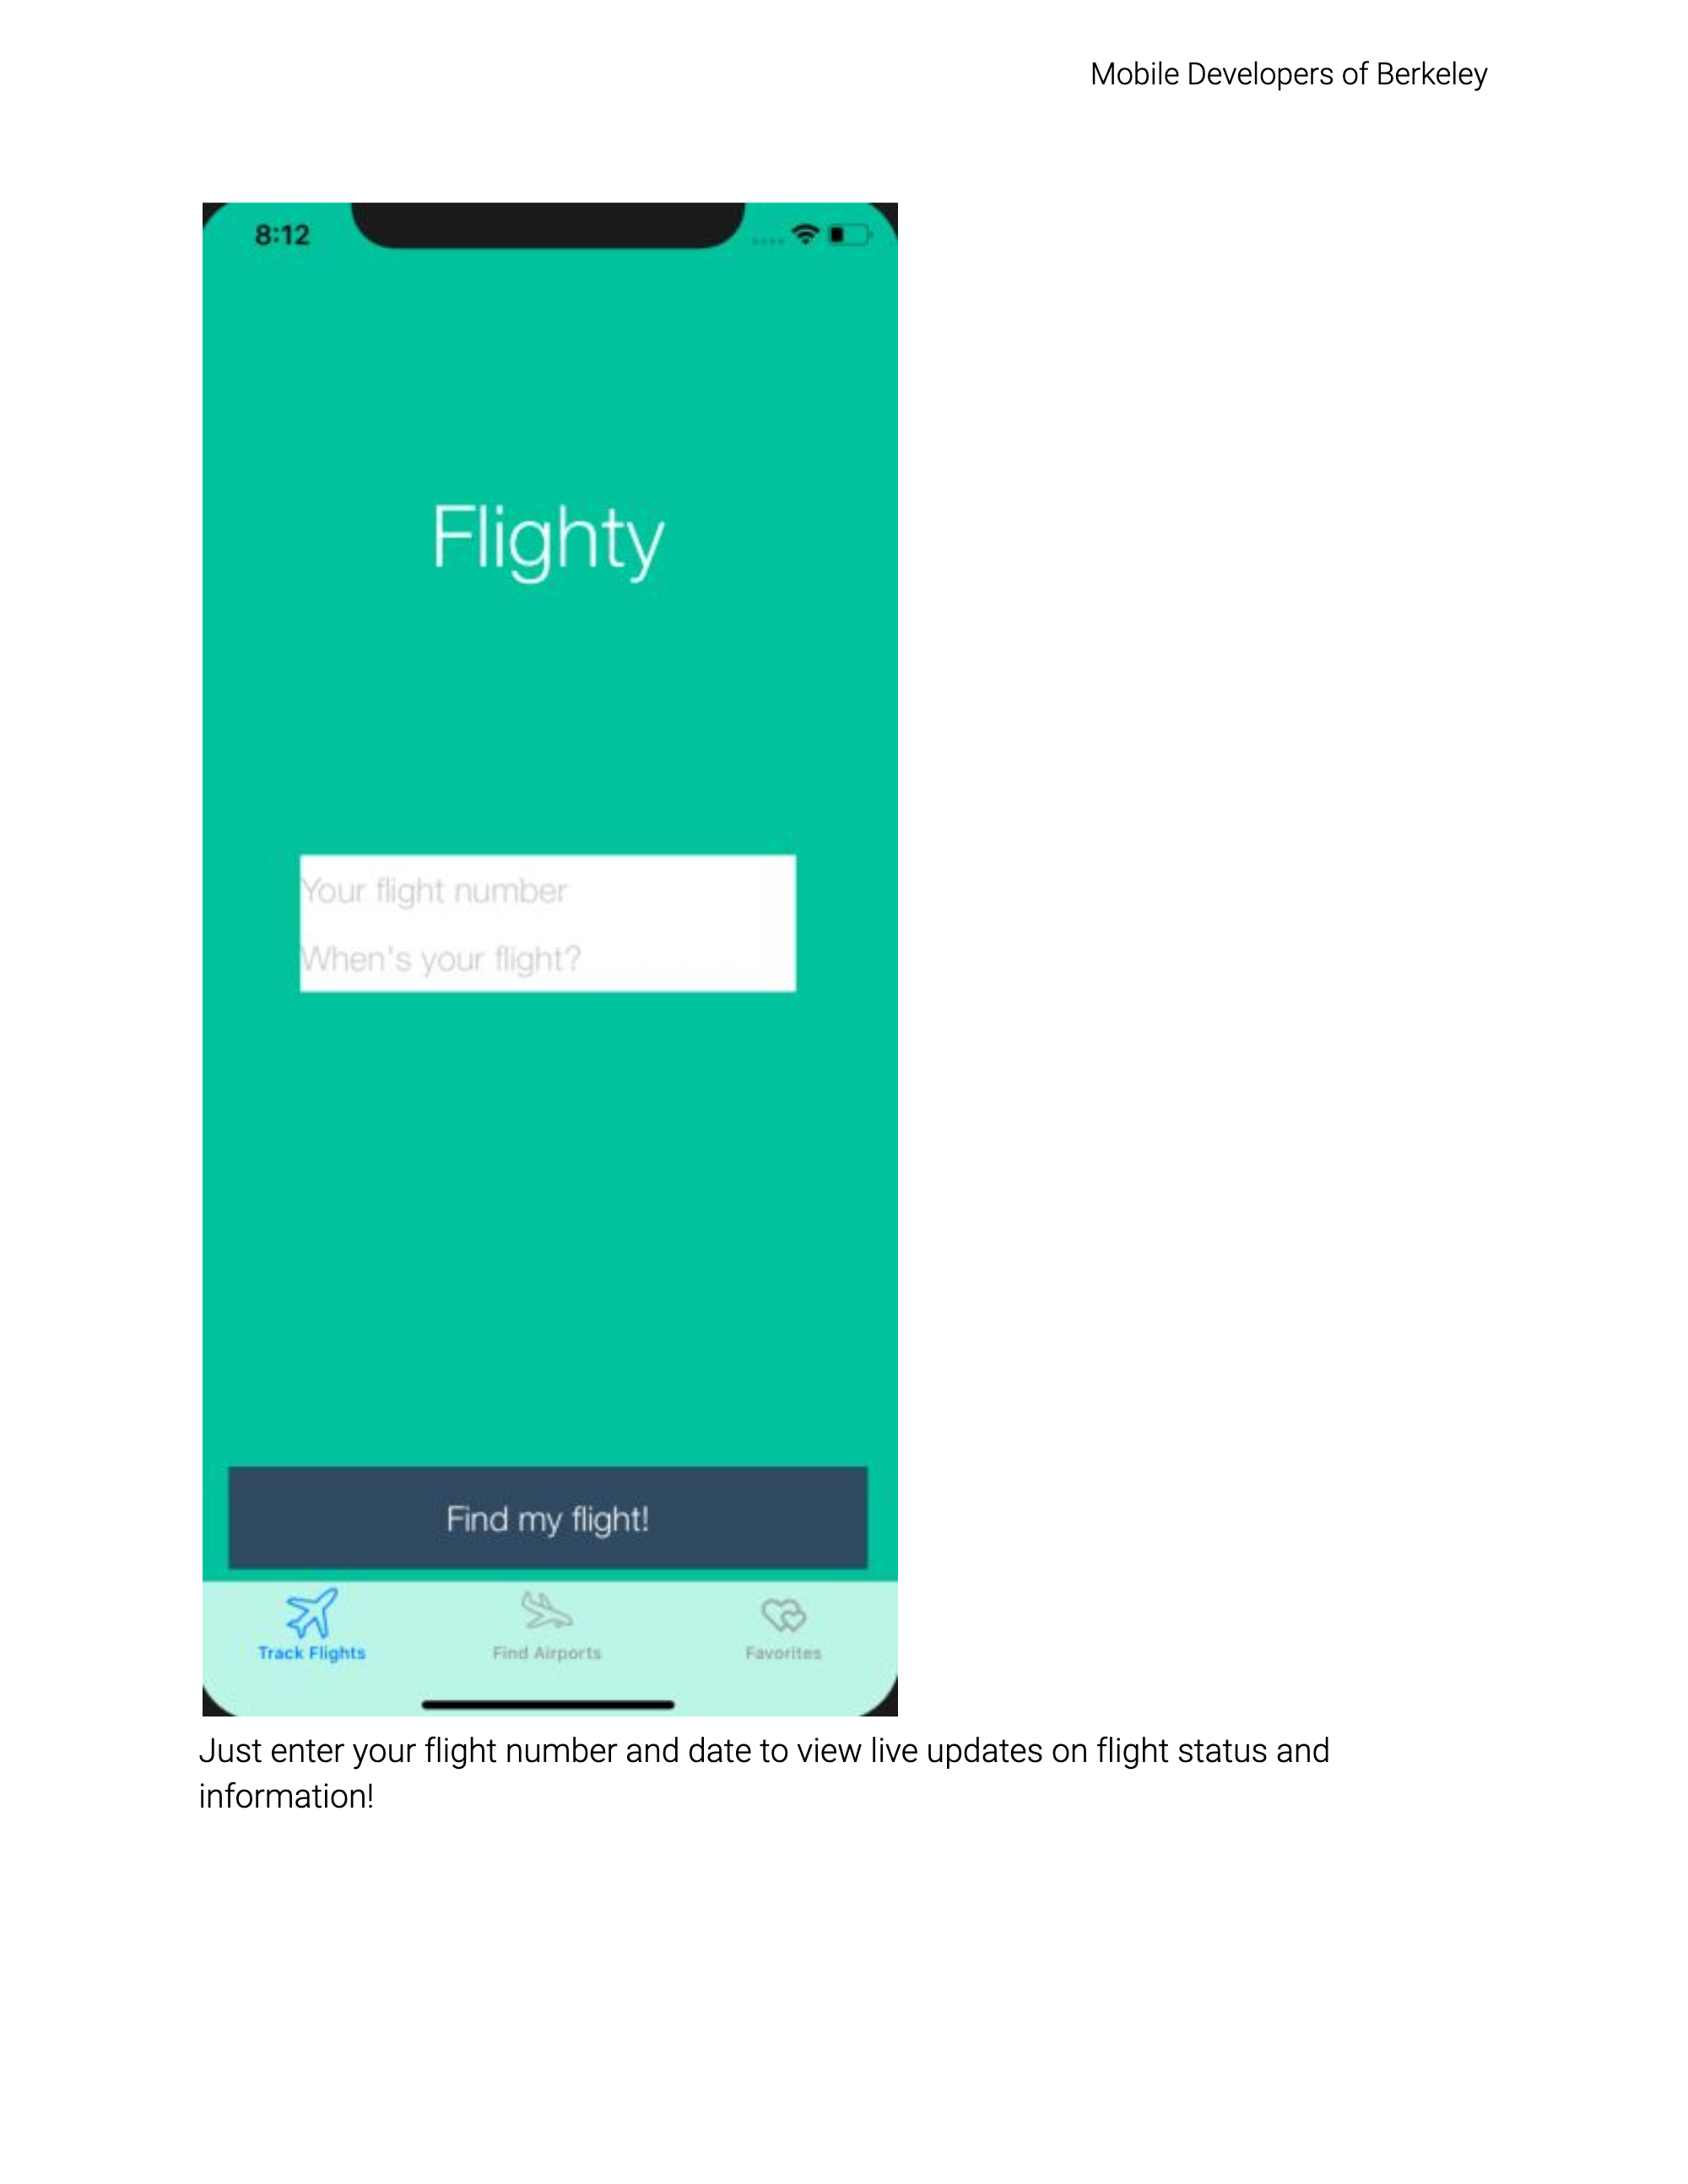 Mobile Developers of Berkeley
8:12
Flighty
Your flight number
When's your flight?
Find my flight!
Track Flights
Find Airports
Favorites
Just enter your flight number and date to view live updates on flight status and
information!